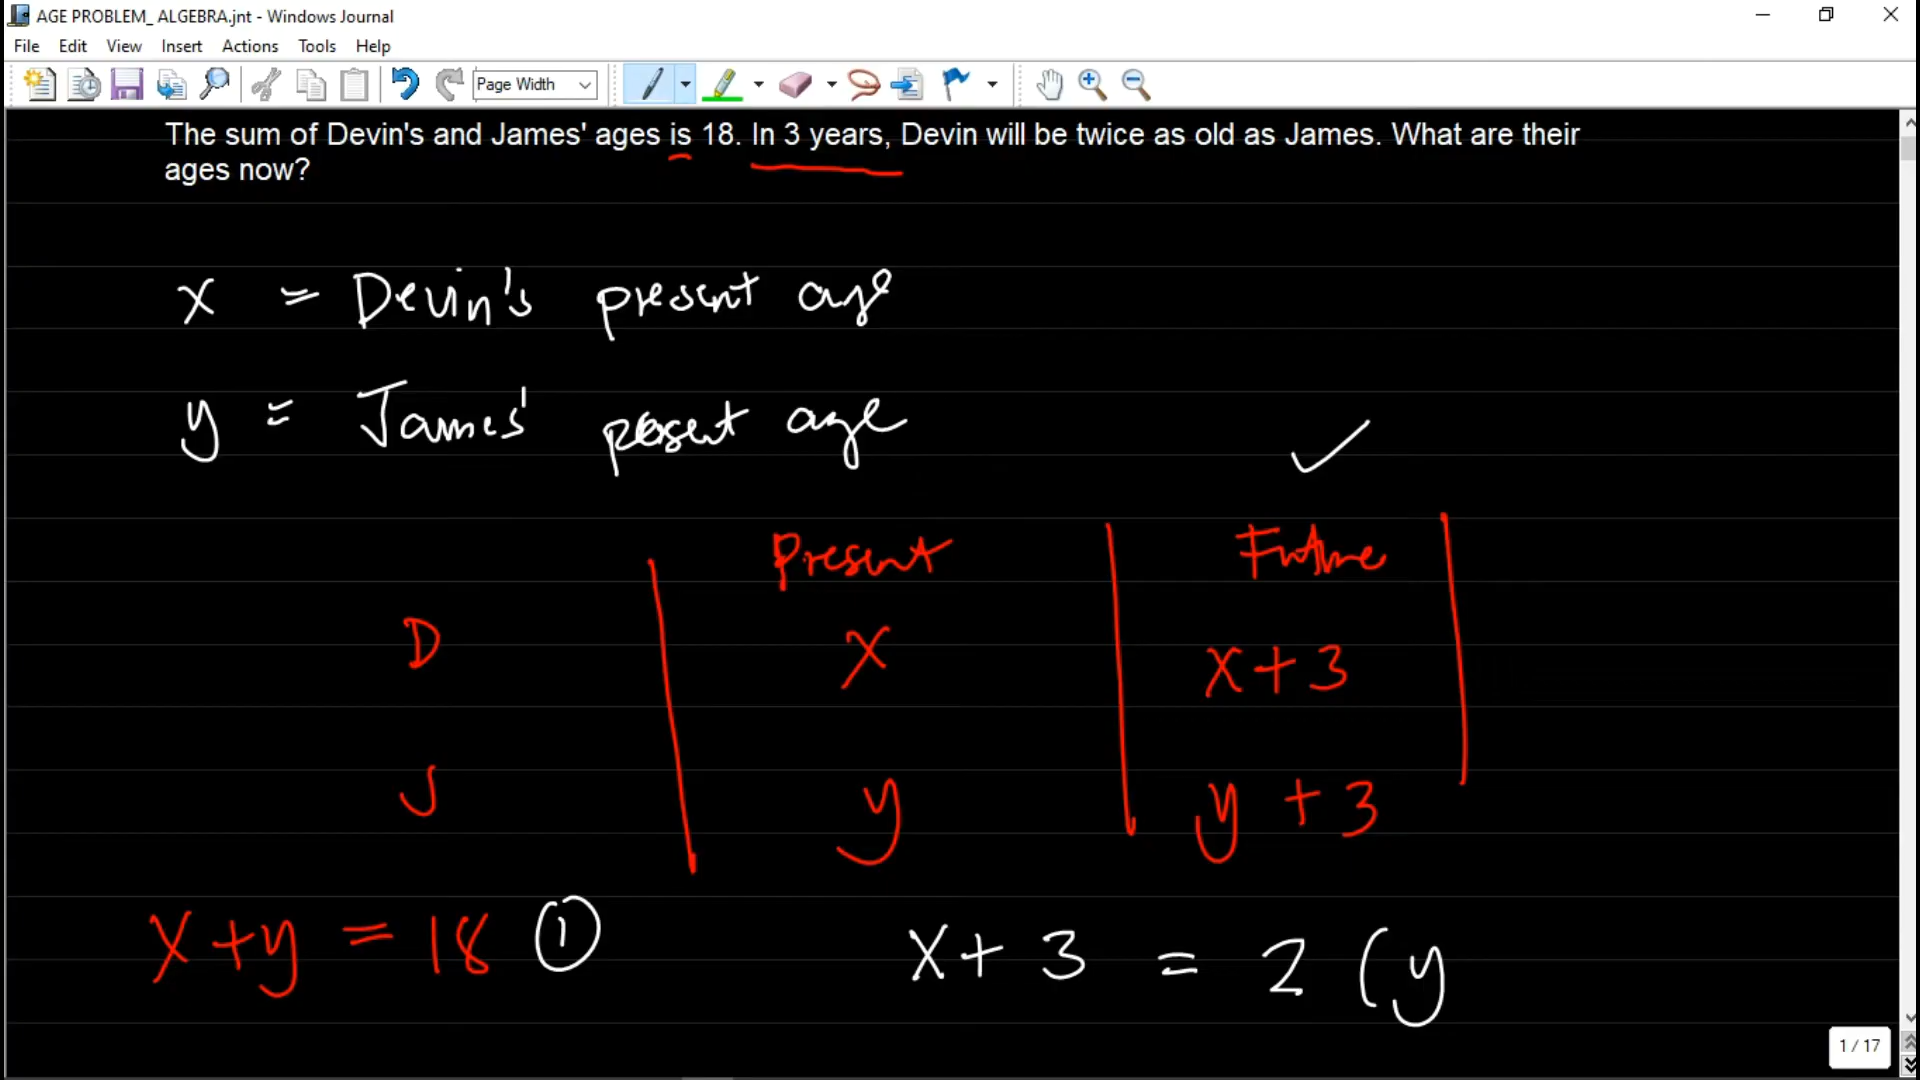 AGE PROBLEM_ ALGEBRA.jnt - Windows Journal
File Edit View Insert Actions Tools Help
Page Width
The sum of Devin's and James' ages is 18. In 3 years, Devin will be twice as old as James. What are their
ages now?
x = Devin's present age
y = James' present age
Present Future
D x x + 3
J y y + 3
x + y = 18 ① x + 3 = 2 (y
1 / 17